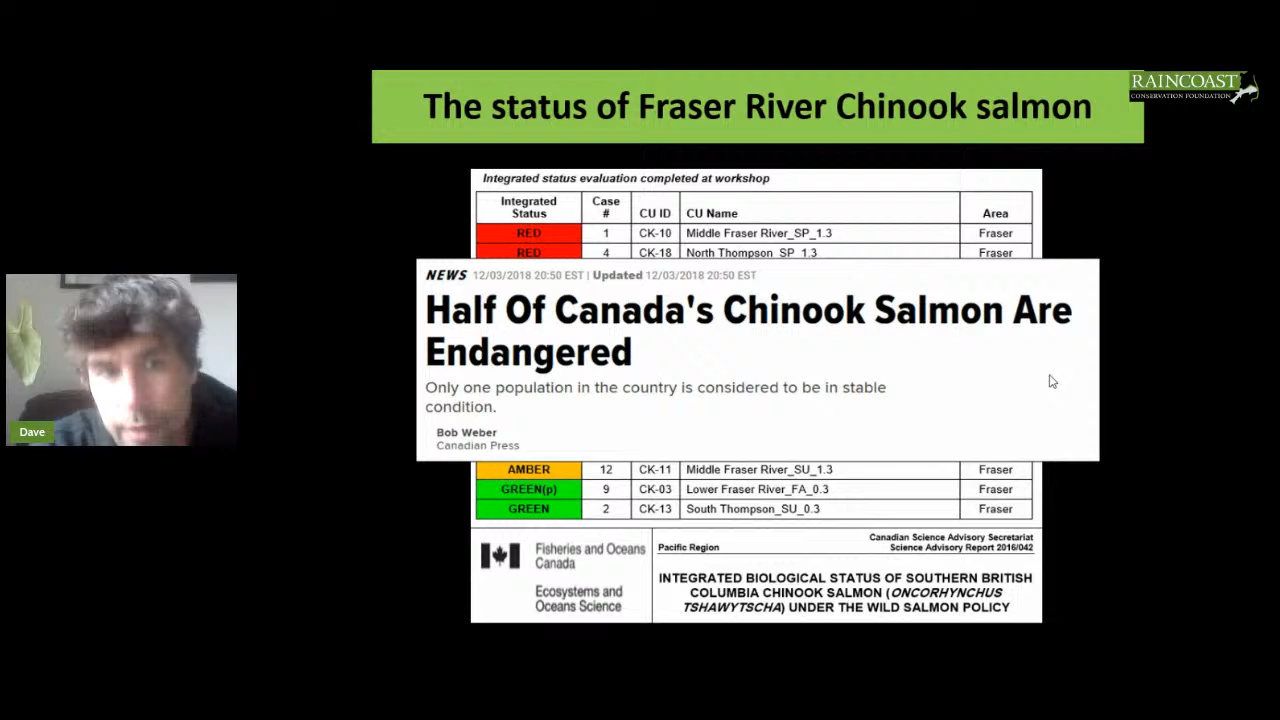 The status of Fraser River Chinook salmon
RAINCOAST
CONSERVATION FOUNDATION
Integrated status evaluation completed at workshop
Integrated Status Case # CU ID CU Name Area
RED 1 CK-10 Middle Fraser River_SP_1.3 Fraser
RED 4 CK-18 North Thompson_SP_1.3 Fraser
NEWS 12/03/2018 20:50 EST | Updated 12/03/2018 20:50 EST
Half Of Canada's Chinook Salmon Are
Endangered
Only one population in the country is considered to be in stable
condition.
Bob Weber
Canadian Press
Dave
AMBER 12 CK-11 Middle Fraser River_SU_1.3 Fraser
GREEN(p) 9 CK-03 Lower Fraser River_FA_0.3 Fraser
GREEN 2 CK-13 South Thompson_SU_0.3 Fraser
Fisheries and Oceans
Canada
Ecosystems and
Oceans Science
Canadian Science Advisory Secretariat
Pacific Region Science Advisory Report 2016/042
INTEGRATED BIOLOGICAL STATUS OF SOUTHERN BRITISH
COLUMBIA CHINOOK SALMON (ONCORHYNCHUS
TSHAWYTSCHA) UNDER THE WILD SALMON POLICY